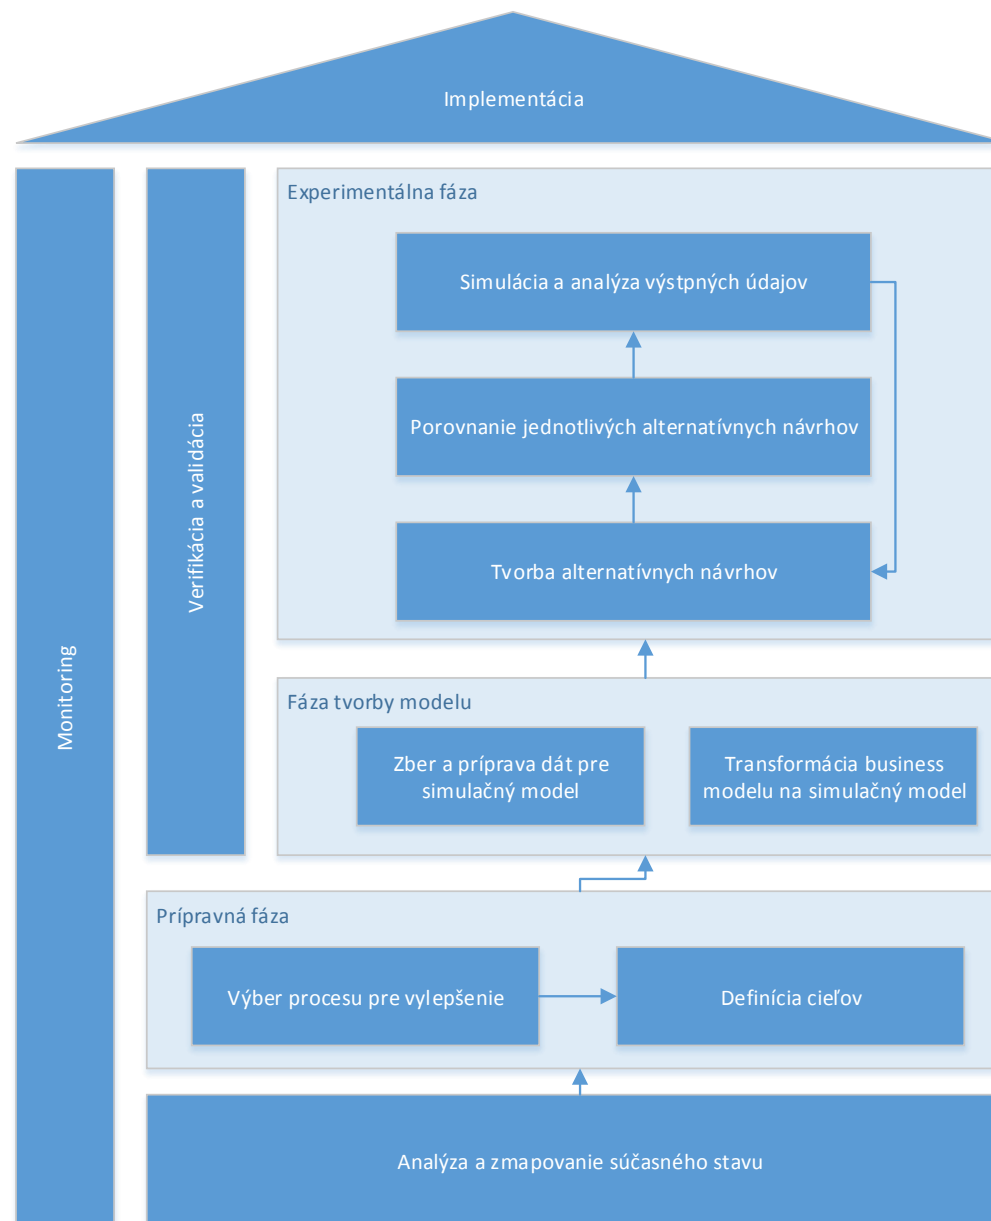 Implementácia
Monitoring
Verifikácia a validácia
Experimentálna fáza
Simulácia a analýza výstpných údajov
Porovnanie jednotlivých alternatívnych návrhov
Tvorba alternatívnych návrhov
Fáza tvorby modelu
Zber a príprava dát pre
simulačný model
Transformácia business
modelu na simulačný model
Prípravná fáza
Výber procesu pre vylepšenie
Definícia cieľov
Analýza a zmapovanie súčasného stavu